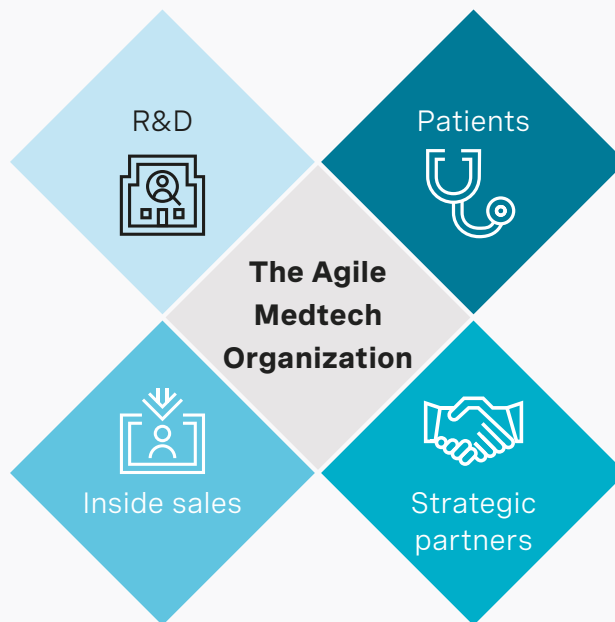 R&D
Patients
The Agile
Medtech
Organization
Inside sales
Strategic
partners